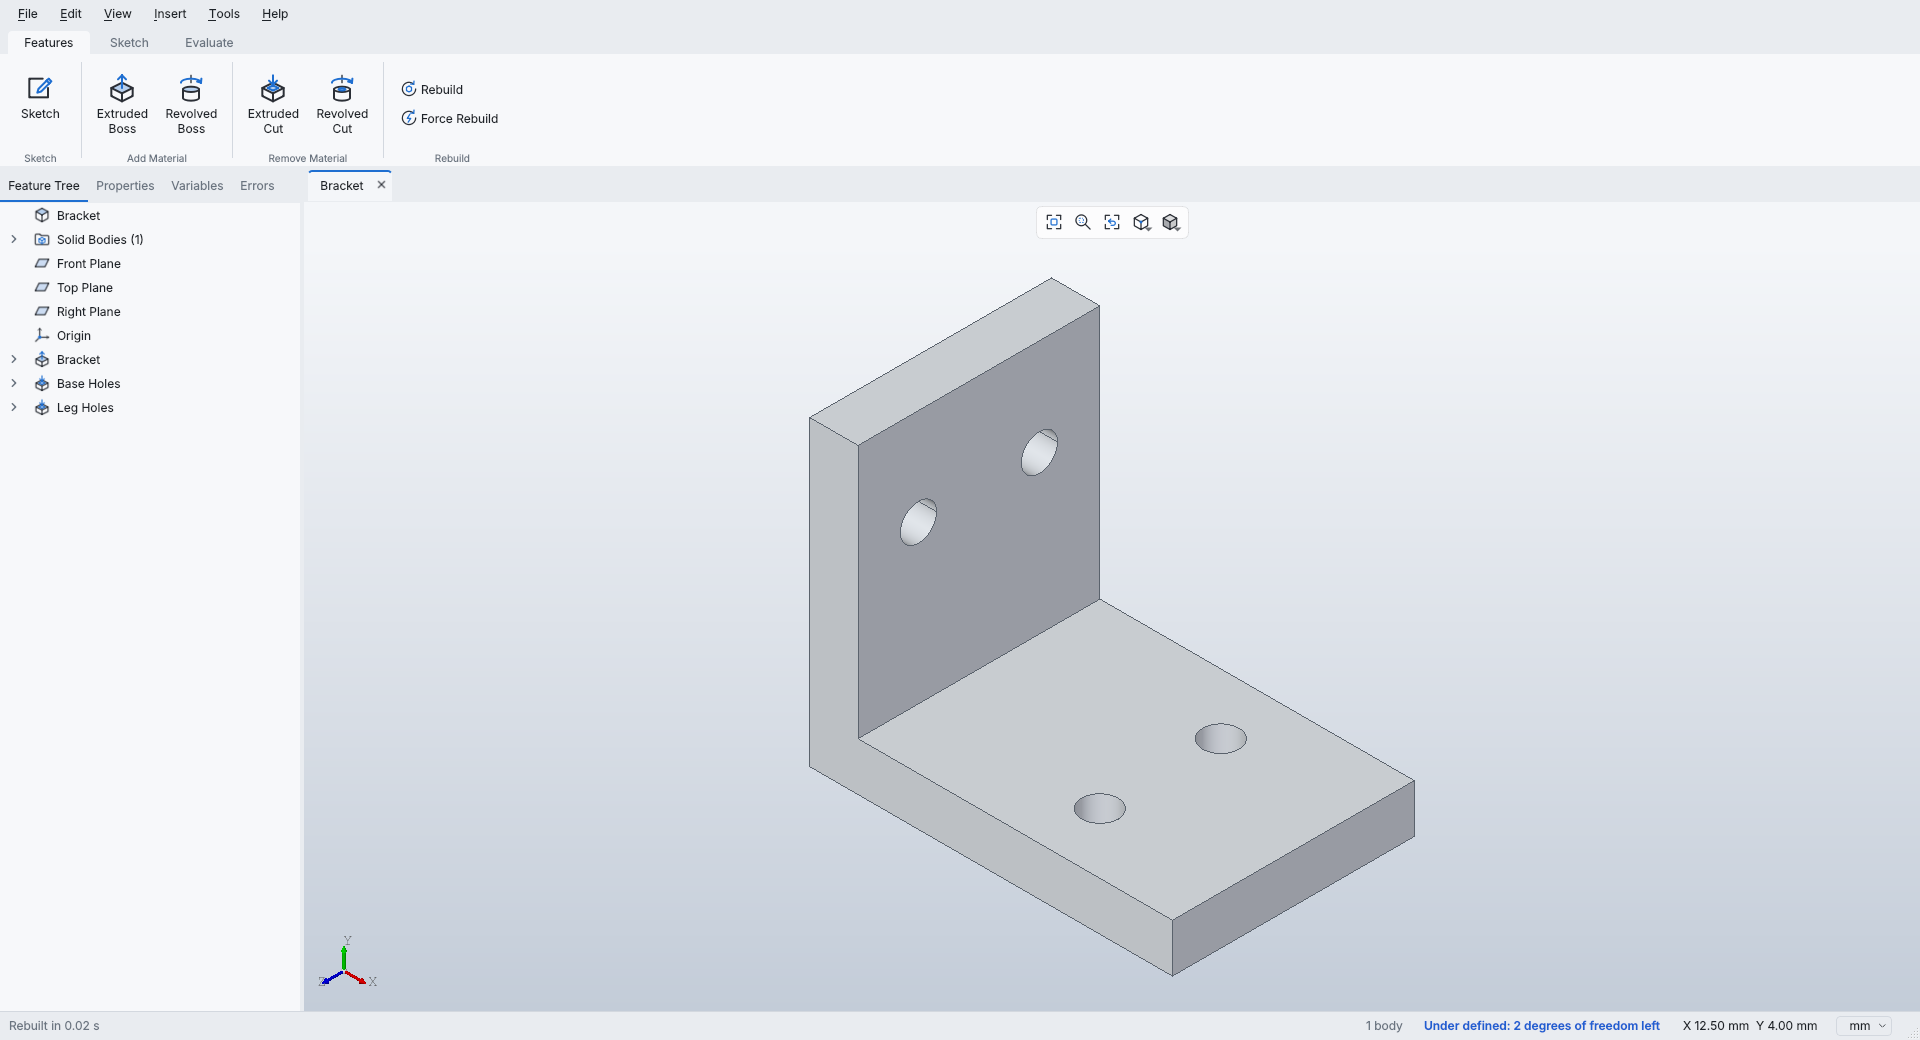 File Edit View Insert Tools Help
Features Sketch Evaluate
Sketch
Extruded
Boss
Revolved
Boss
Extruded
Cut
Revolved
Cut
Rebuild
Force Rebuild
Sketch
Add Material
Remove Material
Rebuild
Feature Tree Properties Variables Errors
Bracket
Bracket
Solid Bodies (1)
Front Plane
Top Plane
Right Plane
Origin
Bracket
Base Holes
Leg Holes
Y
Z
X
Rebuilt in 0.02 s
1 body
Under defined: 2 degrees of freedom left
X 12.50 mm Y 4.00 mm
mm